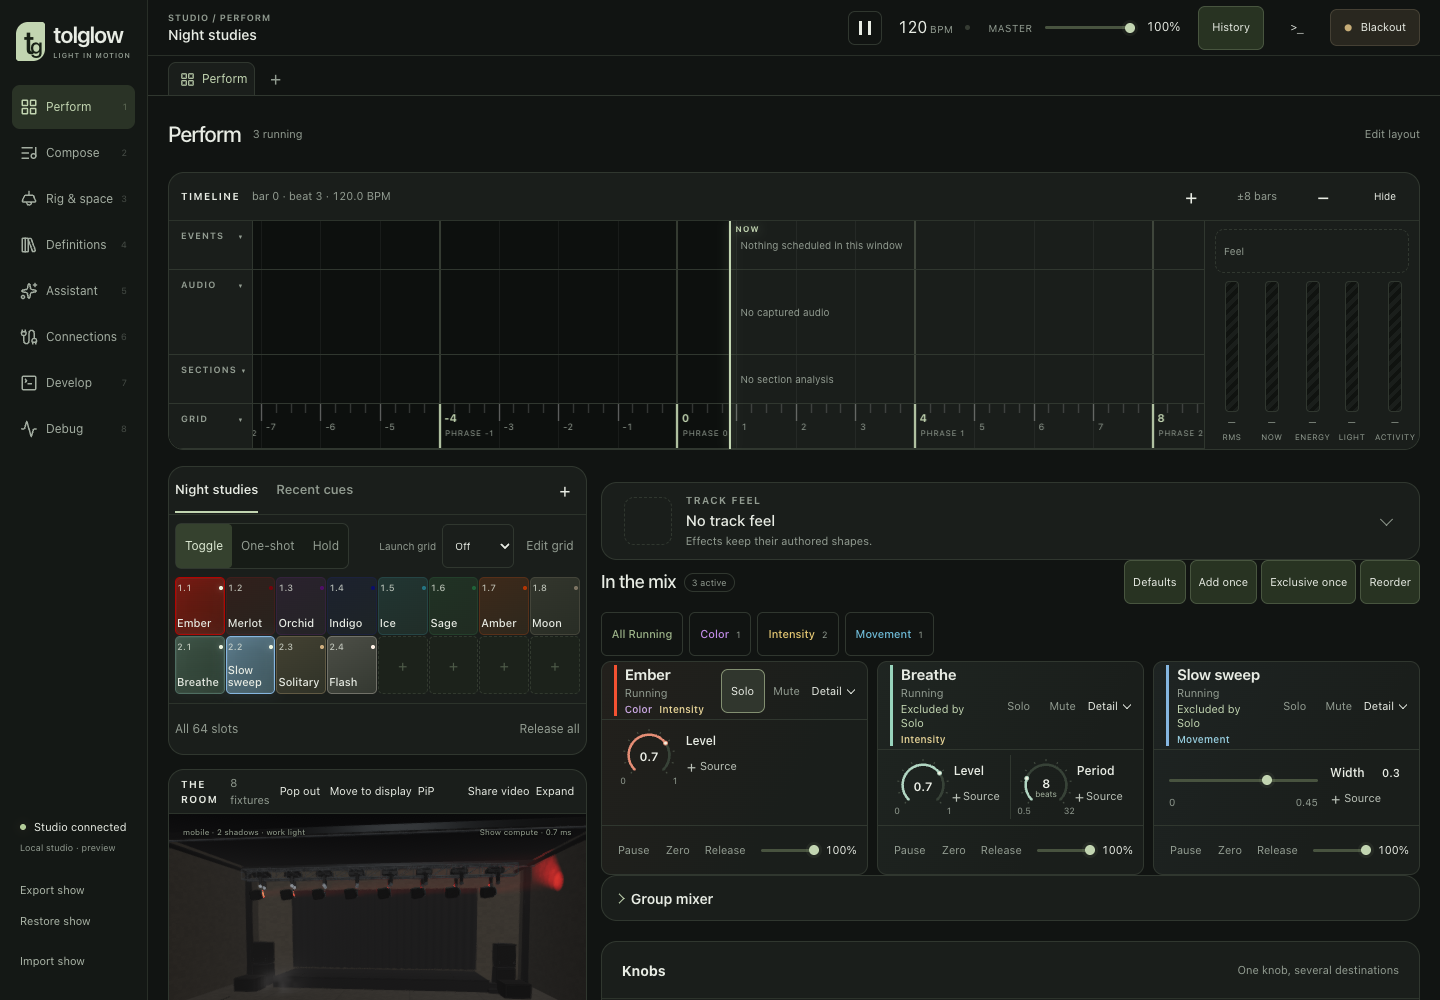 tolglow
LIGHT IN MOTION
Perform 1
Compose 2
Rig & space 3
Definitions 4
Assistant 5
Connections 6
Develop 7
Debug 8
Studio connected
Local studio · preview
Export show
Restore show
Import show
STUDIO / PERFORM
Night studies
120 BPM
MASTER
100%
History
>_
Blackout
Perform
+
Perform
3 running
Edit layout
TIMELINE
bar 0 · beat 3 · 120.0 BPM
+
±8 bars
−
Hide
EVENTS
AUDIO
SECTIONS
GRID
NOW
Nothing scheduled in this window
No captured audio
No section analysis
2 -7 -6 -5 -4 -3 -2 -1 0 1 2 3 4 5 6 7 8
PHRASE -1 PHRASE 0 PHRASE 1 PHRASE 2
Feel
– – – – –
RMS NOW ENERGY LIGHT ACTIVITY
Night studies
Recent cues
+
Toggle One-shot Hold
Launch grid
Off
Edit grid
1.1 1.2 1.3 1.4 1.5 1.6 1.7 1.8
Ember Merlot Orchid Indigo Ice Sage Amber Moon
2.1 2.2 2.3 2.4
Breathe Slow sweep Solitary Flash + + + +
All 64 slots
Release all
THE ROOM
8 fixtures
Pop out Move to display PiP Share video Expand
mobile · 2 shadows · work light
Show compute · 0.7 ms
TRACK FEEL
No track feel
Effects keep their authored shapes.
In the mix
3 active
Defaults Add once Exclusive once Reorder
All Running
Color 1
Intensity 2
Movement 1
Ember
Running
Color Intensity
Solo Mute Detail
0.7
0 1
Level
+ Source
Pause Zero Release 100%
Breathe
Running
Excluded by
Solo
Intensity
Solo Mute Detail
0.7
0 1
Level
+ Source
8
beats
0.5 32
Period
+ Source
Pause Zero Release 100%
Slow sweep
Running
Excluded by
Solo
Movement
Solo Mute Detail
0 0.45
Width 0.3
+ Source
Pause Zero Release 100%
Group mixer
Knobs
One knob, several destinations